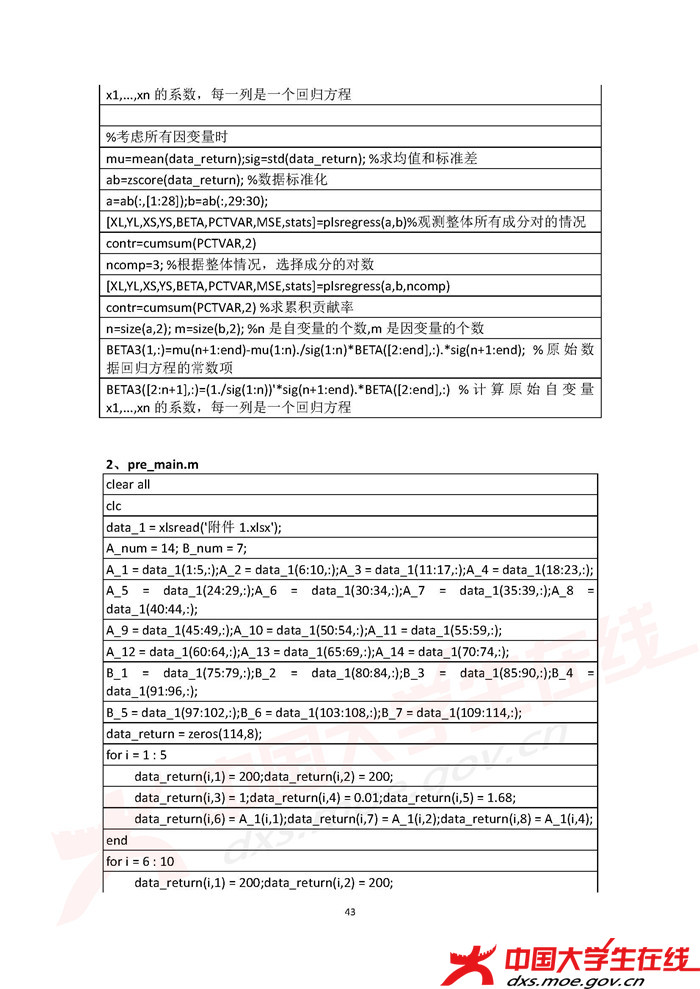 x1,...,xn 的系数，每一列是一个回归方程
%考虑所有因变量时
mu=mean(data_return);sig=std(data_return); %求均值和标准差
ab=zscore(data_return); %数据标准化
a=ab(:,[1:28]);b=ab(:,29:30);
[XL,YL,XS,YS,BETA,PCTVAR,MSE,stats]=plsregress(a,b)%观测整体所有成分对的情况
contr=cumsum(PCTVAR,2)
ncomp=3; %根据整体情况，选择成分的对数
[XL,YL,XS,YS,BETA,PCTVAR,MSE,stats]=plsregress(a,b,ncomp)
contr=cumsum(PCTVAR,2) %求累积贡献率
n=size(a,2); m=size(b,2); %n 是自变量的个数,m 是因变量的个数
BETA3(1,:)=mu(n+1:end)-mu(1:n)./sig(1:n)*BETA([2:end],:).*sig(n+1:end); %原始数
据回归方程的常数项
BETA3([2:n+1],:)=(1./sig(1:n))'*sig(n+1:end).*BETA([2:end],:) %计算原始自变量
x1,...,xn 的系数，每一列是一个回归方程
2、pre_main.m
clear all
clc
data_1 = xlsread('附件 1.xlsx');
A_num = 14; B_num = 7;
A_1 = data_1(1:5,:);A_2 = data_1(6:10,:);A_3 = data_1(11:17,:);A_4 = data_1(18:23,:);
A_5 = data_1(24:29,:);A_6 = data_1(30:34,:);A_7 = data_1(35:39,:);A_8 =
data_1(40:44,:);
A_9 = data_1(45:49,:);A_10 = data_1(50:54,:);A_11 = data_1(55:59,:);
A_12 = data_1(60:64,:);A_13 = data_1(65:69,:);A_14 = data_1(70:74,:);
B_1 = data_1(75:79,:);B_2 = data_1(80:84,:);B_3 = data_1(85:90,:);B_4 =
data_1(91:96,:);
B_5 = data_1(97:102,:);B_6 = data_1(103:108,:);B_7 = data_1(109:114,:);
data_return = zeros(114,8);
for i = 1 : 5
data_return(i,1) = 200;data_return(i,2) = 200;
data_return(i,3) = 1;data_return(i,4) = 0.01;data_return(i,5) = 1.68;
data_return(i,6) = A_1(i,1);data_return(i,7) = A_1(i,2);data_return(i,8) = A_1(i,4);
end
for i = 6 : 10
data_return(i,1) = 200;data_return(i,2) = 200;
43
中国大学生在线
dxs.moe.gov.cn
中国大学生在线
dxs.moe.gov.cn